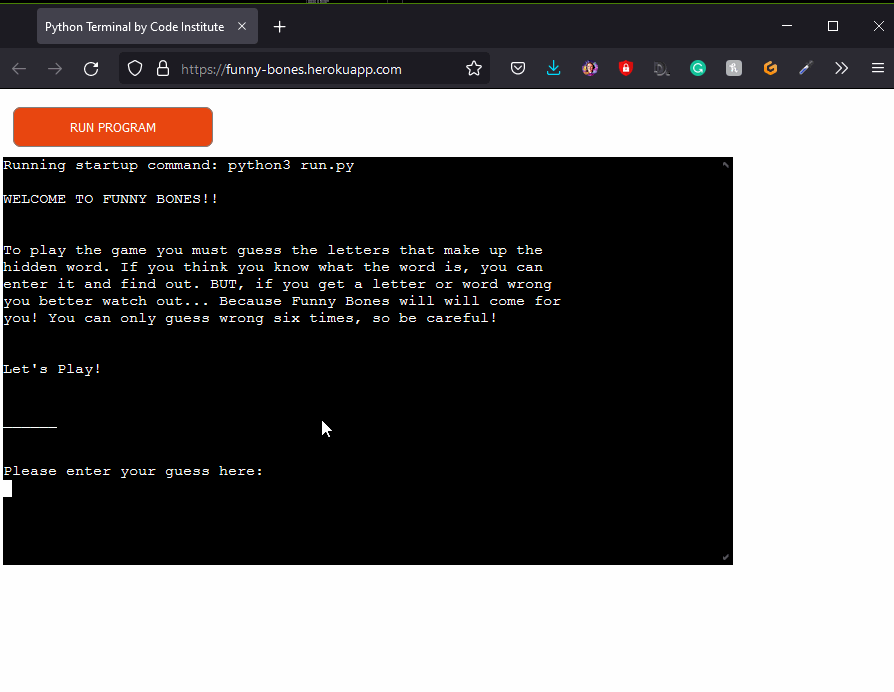 Python Terminal by Code Institute
https://funny-bones.herokuapp.com
RUN PROGRAM
Running startup command: python3 run.py
WELCOME TO FUNNY BONES!!
To play the game you must guess the letters that make up the
hidden word. If you think you know what the word is, you can
enter it and find out. BUT, if you get a letter or word wrong
you better watch out... Because Funny Bones will will come for
you! You can only guess wrong six times, so be careful!
Let's Play!
______
Please enter your guess here: